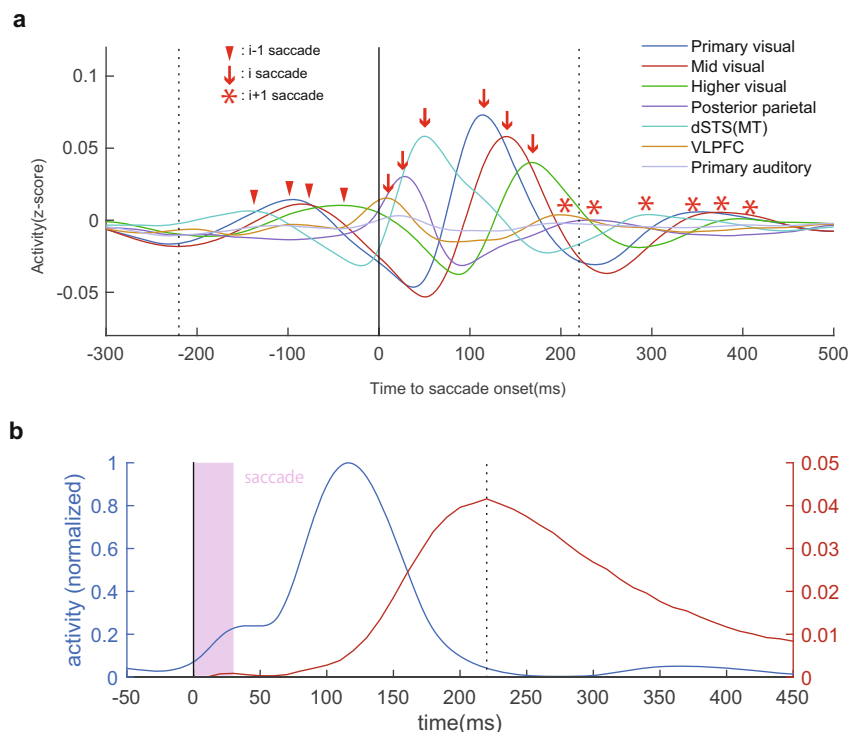 a
: i-1 saccade
: i saccade
: i+1 saccade
Primary visual
Mid visual
Higher visual
Posterior parietal
dSTS(MT)
VLPFC
Primary auditory
0.1
0.05
0
-0.05
Activity(z-score)
-300 -200 -100 0 100 200 300 400 500
Time to saccade onset(ms)
b
saccade
1
0.8
0.6
0.4
0.2
0
activity (normalized)
0.05
0.04
0.03
0.02
0.01
0
-50 0 50 100 150 200 250 300 350 400 450
time(ms)